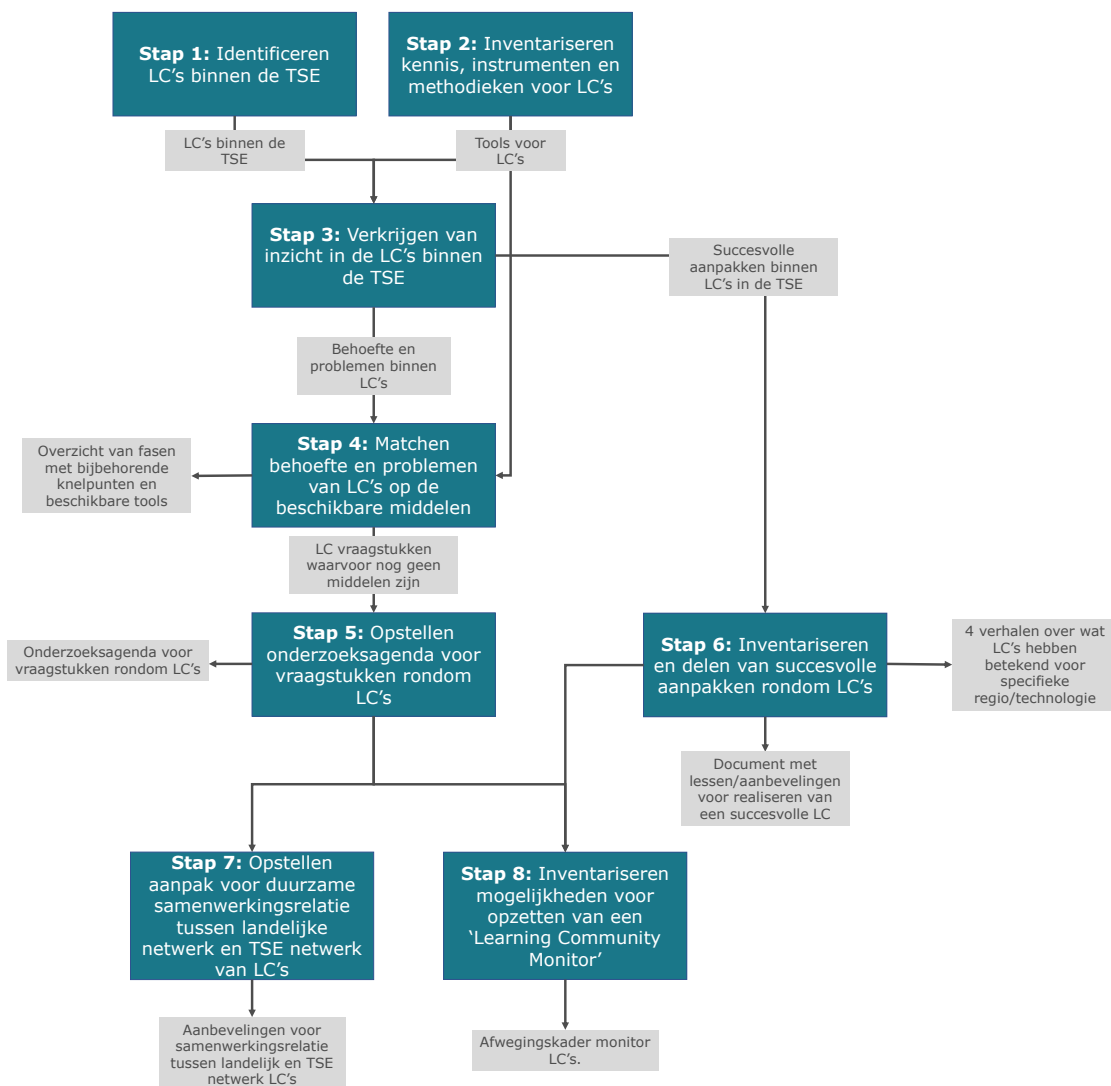 Stap 1: Identificeren
LC's binnen de TSE
Stap 2: Inventariseren
kennis, instrumenten en
methodieken voor LC's
LC's binnen de
TSE
Tools voor
LC's
Stap 3: Verkrijgen van
inzicht in de LC's binnen
de TSE
Succesvolle
aanpakken binnen
LC's in de TSE
Behoefte en
problemen binnen
LC's
Stap 4: Matchen
behoefte en problemen
van LC's op de
beschikbare middelen
Overzicht van fasen
met bijbehorende
knelpunten en
beschikbare tools
LC vraagstukken
waarvoor nog geen
middelen zijn
Stap 5: Opstellen
onderzoeksagenda voor
vraagstukken rondom
LC's
Onderzoeksagenda voor
vraagstukken rondom LC's
Stap 6: Inventariseren
en delen van succesvolle
aanpakken rondom LC's
4 verhalen over wat
LC's hebben
betekend voor
specifieke
regio/technologie
Document met
lessen/aanbevelingen
voor realiseren van
een succesvolle LC
Stap 7: Opstellen
aanpak voor duurzame
samenwerkingsrelatie
tussen landelijke
netwerk en TSE netwerk
van LC's
Stap 8: Inventariseren
mogelijkheden voor
opzetten van een
‘Learning Community
Monitor’
Aanbevelingen voor
samenwerkingsrelatie
tussen landelijk en TSE
netwerk LC's
Afwegingskader monitor
LC's.